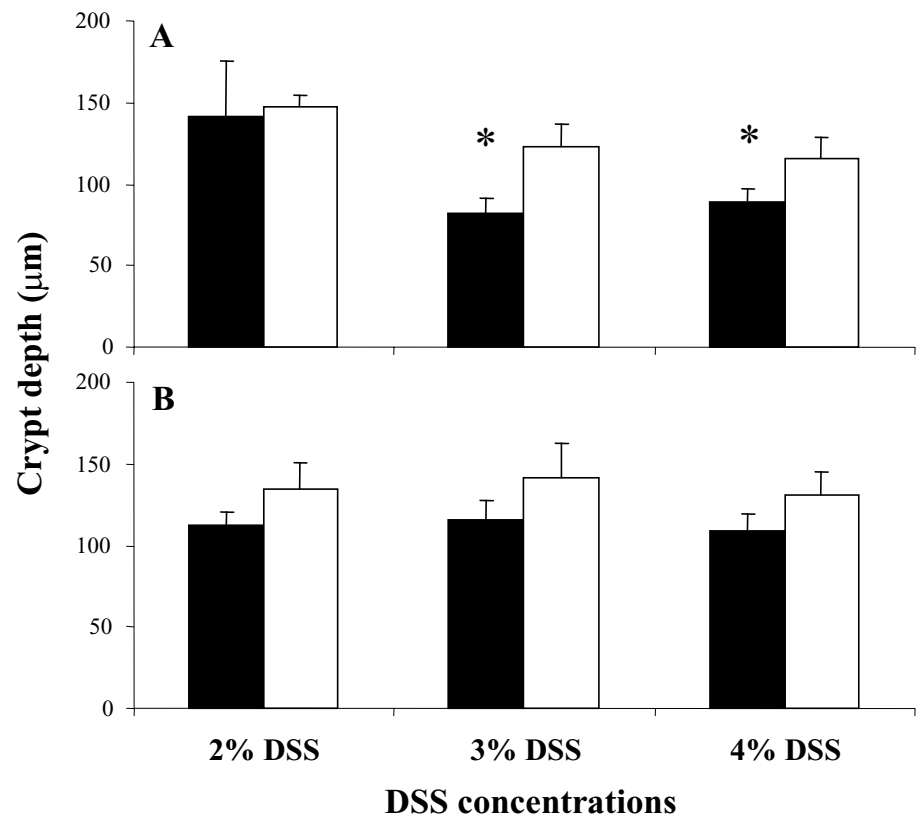 A
200
150
100
50
0
*
*
B
200
150
100
50
0
Crypt depth (µm)
2% DSS
3% DSS
4% DSS
DSS concentrations